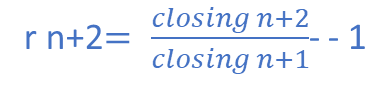 r n+2= closing n+2 / closing n+1 - - 1